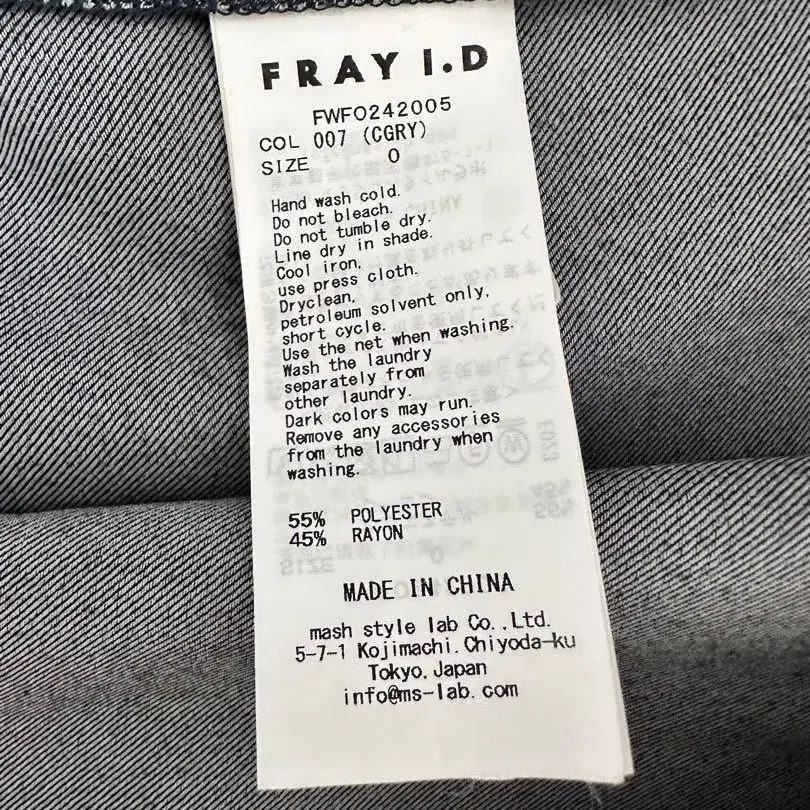 FRAY I.D
FWFO242005
COL 007 (CGRY)
SIZE 0
Hand wash cold.
Do not bleach.
Do not tumble dry.
Line dry in shade.
Cool iron,
use press cloth.
Dryclean,
petroleum solvent only,
short cycle.
Use the net when washing.
Wash the laundry
separately from
other laundry.
Dark colors may run.
Remove any accessories
from the laundry when
washing.
55% POLYESTER
45% RAYON
MADE IN CHINA
mash style lab Co.,Ltd.
5-7-1 Kojimachi.Chiyoda-ku
Tokyo.Japan
info@ms-lab.com